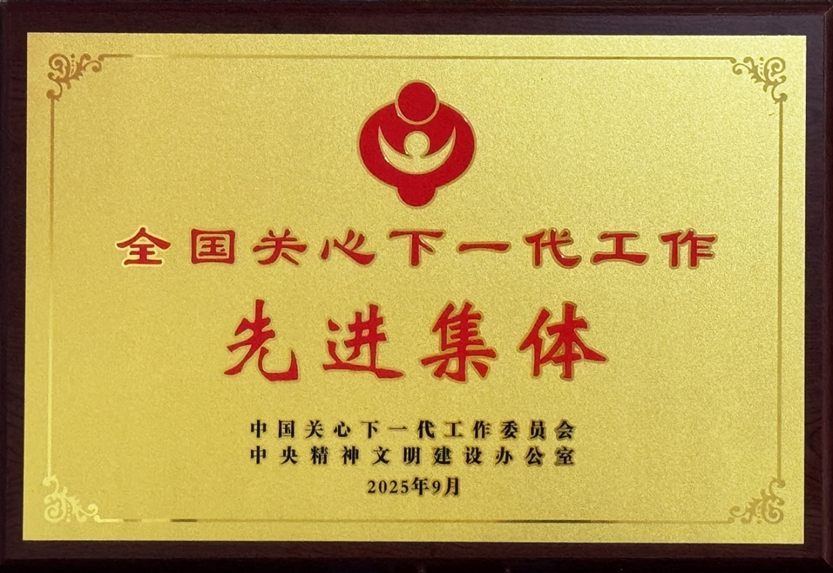 全国关心下一代工作
先进集体
中国关心下一代工作委员会
中央精神文明建设办公室
2025年9月